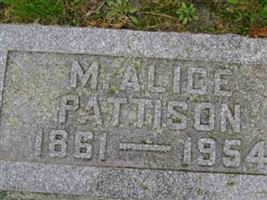 M. ALICE
PATTISON
1861 — 1954